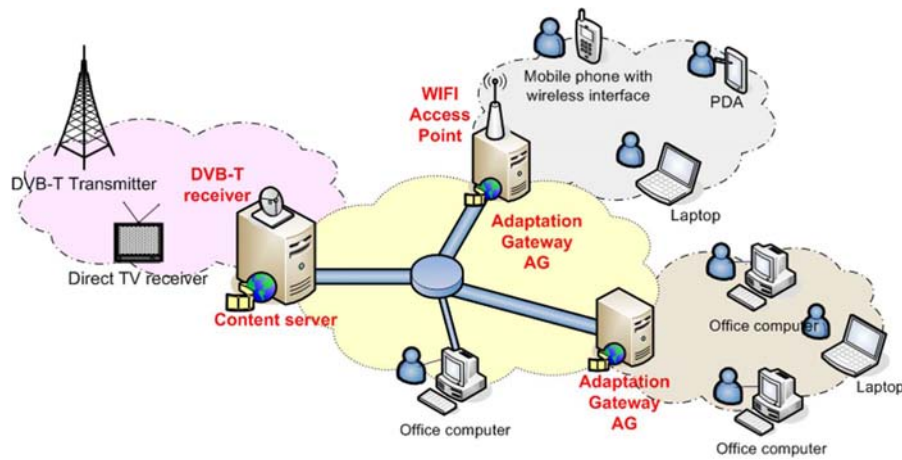 Mobile phone with
wireless interface
PDA
WIFI
Access
Point
DVB-T Transmitter
DVB-T
receiver
Laptop
Adaptation
Gateway
AG
Direct TV receiver
Content server
Office computer
Laptop
Adaptation
Gateway
AG
Office computer
Office computer